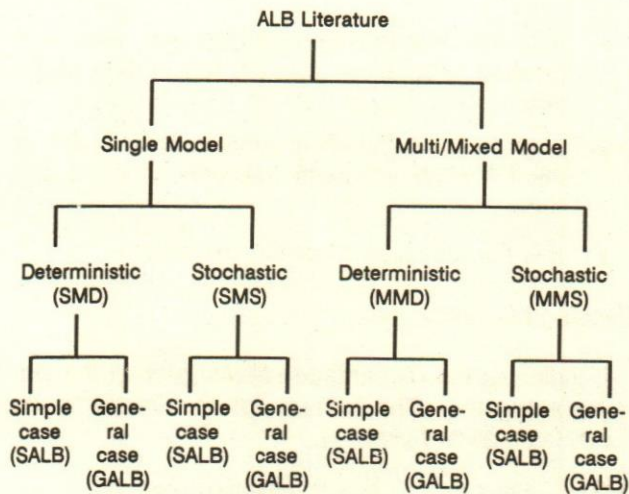 ALB Literature
Single Model
Multi/Mixed Model
Deterministic
(SMD)
Stochastic
(SMS)
Deterministic
(MMD)
Stochastic
(MMS)
Simple
case
(SALB)
Gene-
ral
case
(GALB)
Simple
case
(SALB)
Gene-
ral
case
(GALB)
Simple
case
(SALB)
Gene-
ral
case
(GALB)
Simple
case
(SALB)
Gene-
ral
case
(GALB)